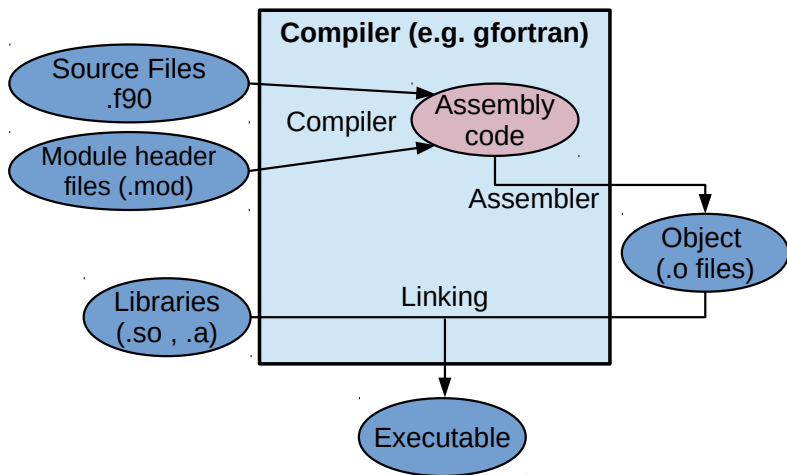 Compiler (e.g. gfortran)
Source Files
.f90
Assembly
code
Compiler
Module header
files (.mod)
Assembler
Object
(.o files)
Libraries
(.so , .a)
Linking
Executable